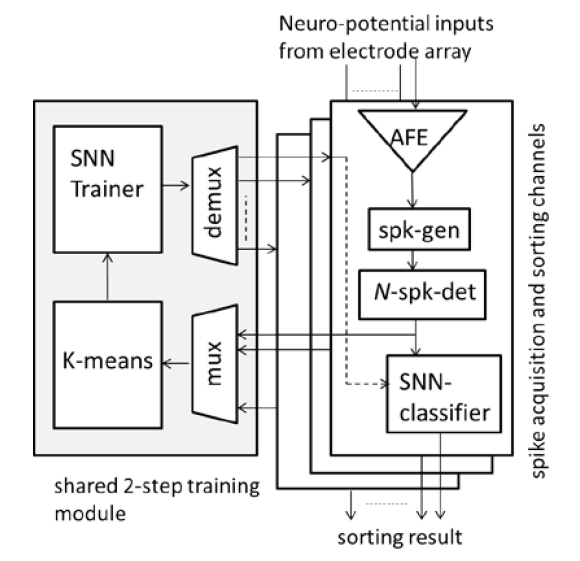 Neuro-potential inputs
from electrode array
SNN
Trainer
demux
AFE
spk-gen
N-spk-det
K-means
mux
SNN-
classifier
spike acquisition and sorting channels
shared 2-step training
module
sorting result